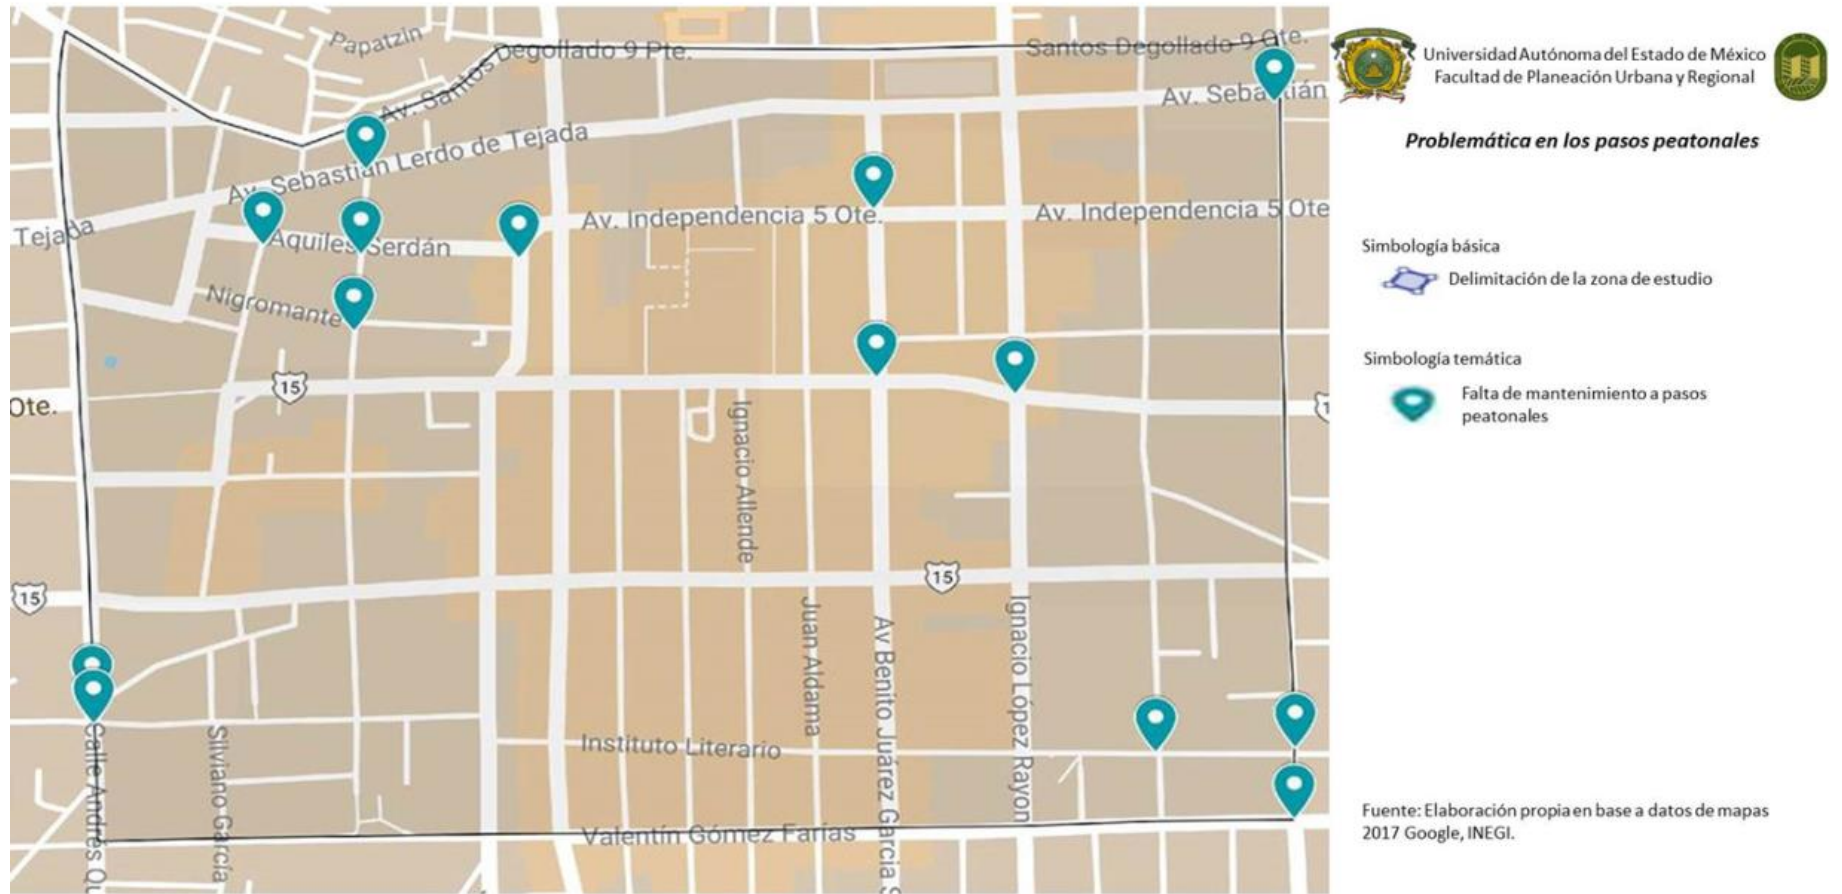 Papatzin
Av. Santos Degollado 9 Pte.
Santos Degollado 9 Ote.
Av. Sebastián
Av. Sebastián Lerdo de Tejada
Tejada
Av. Independencia 5 Ote.
Av. Independencia 5 Ote
Aquiles Serdán
Nigromante
15
Ote.
Ignacio Allende
15
15
Juan Aldama
Av Benito Juárez Garcia S
Ignacio López Rayon
Calle Andrés Qu
Silviano García
Instituto Literario
Valentín Gómez Farías
Universidad Autónoma del Estado de México
Facultad de Planeación Urbana y Regional
Problemática en los pasos peatonales
Simbología básica
Delimitación de la zona de estudio
Simbología temática
Falta de mantenimiento a pasos
peatonales
Fuente: Elaboración propia en base a datos de mapas
2017 Google, INEGI.